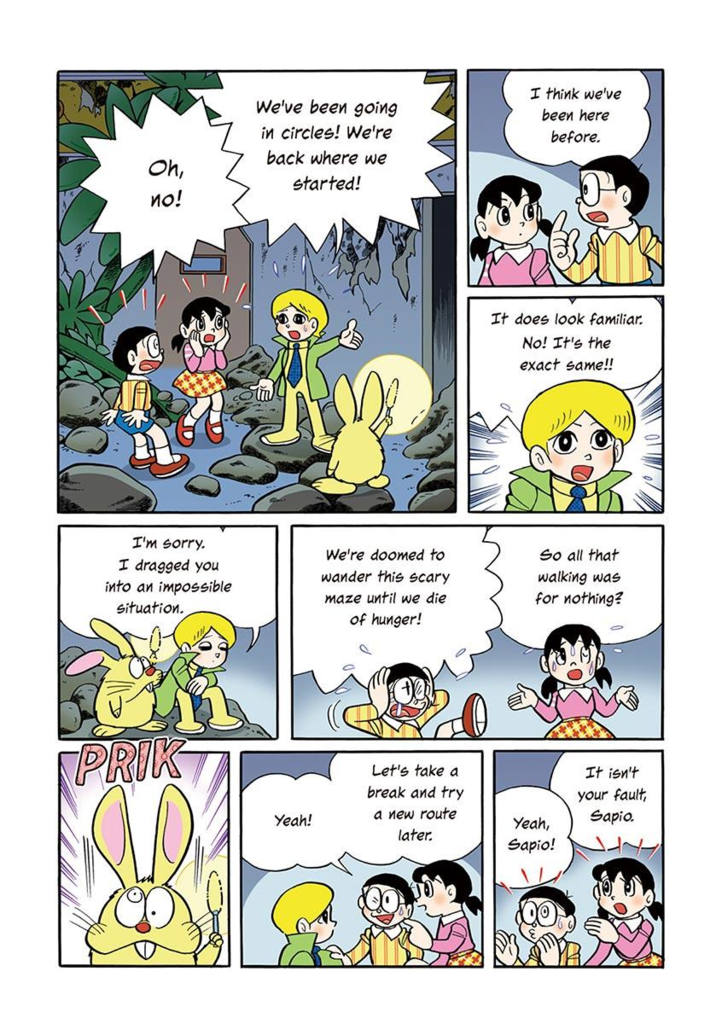 I think we've
been here
before.
It does look familiar.
No! It's the
exact same!!
We've been going
in circles! We're
back where we
started!
Oh,
no!
So all that
walking was
for nothing?
We're doomed to
wander this scary
maze until we die
of hunger!
I'm sorry.
I dragged you
into an impossible
situation.
It isn't
your fault,
Sapio.
Yeah,
Sapio!
Let's take a
break and try
a new route
later.
Yeah!
PRIK